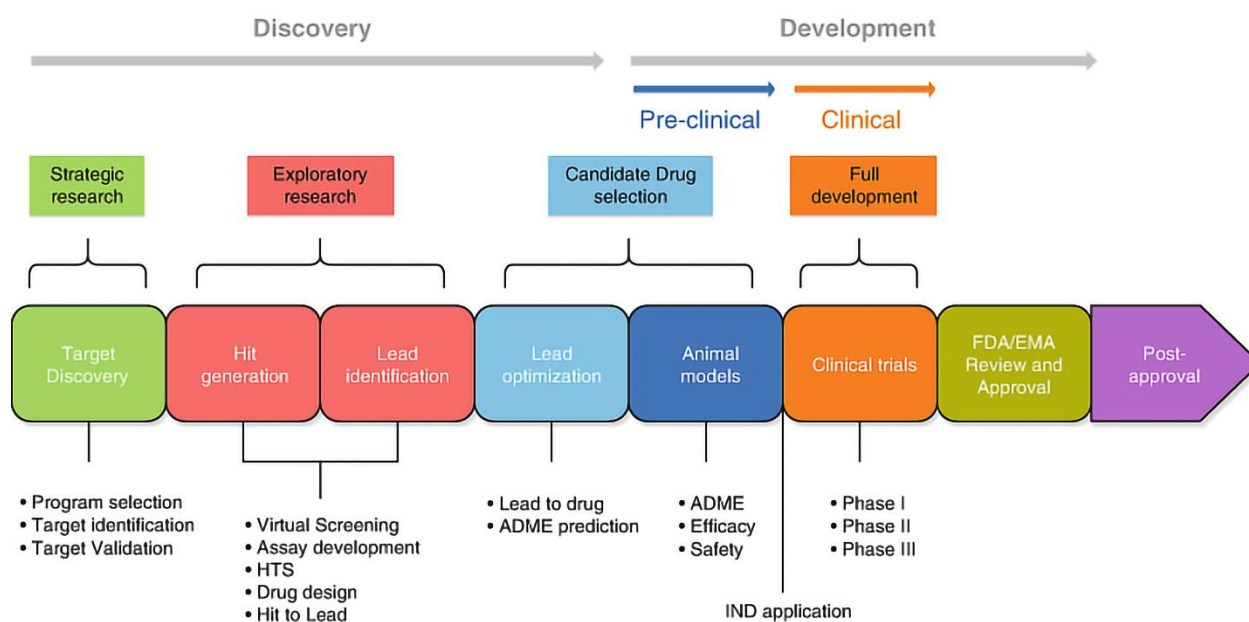 Discovery
Development
Pre-clinical
Clinical
Strategic
research
Exploratory
research
Candidate Drug
selection
Full
development
Target
Discovery
Hit
generation
Lead
identification
Lead
optimization
Animal
models
Clinical trials
FDA/EMA
Review and
Approval
Post-
approval
• Program selection
• Target identification
• Target Validation
• Virtual Screening
• Assay development
• HTS
• Drug design
• Hit to Lead
• Lead to drug
• ADME prediction
• ADME
• Efficacy
• Safety
• Phase I
• Phase II
• Phase III
IND application